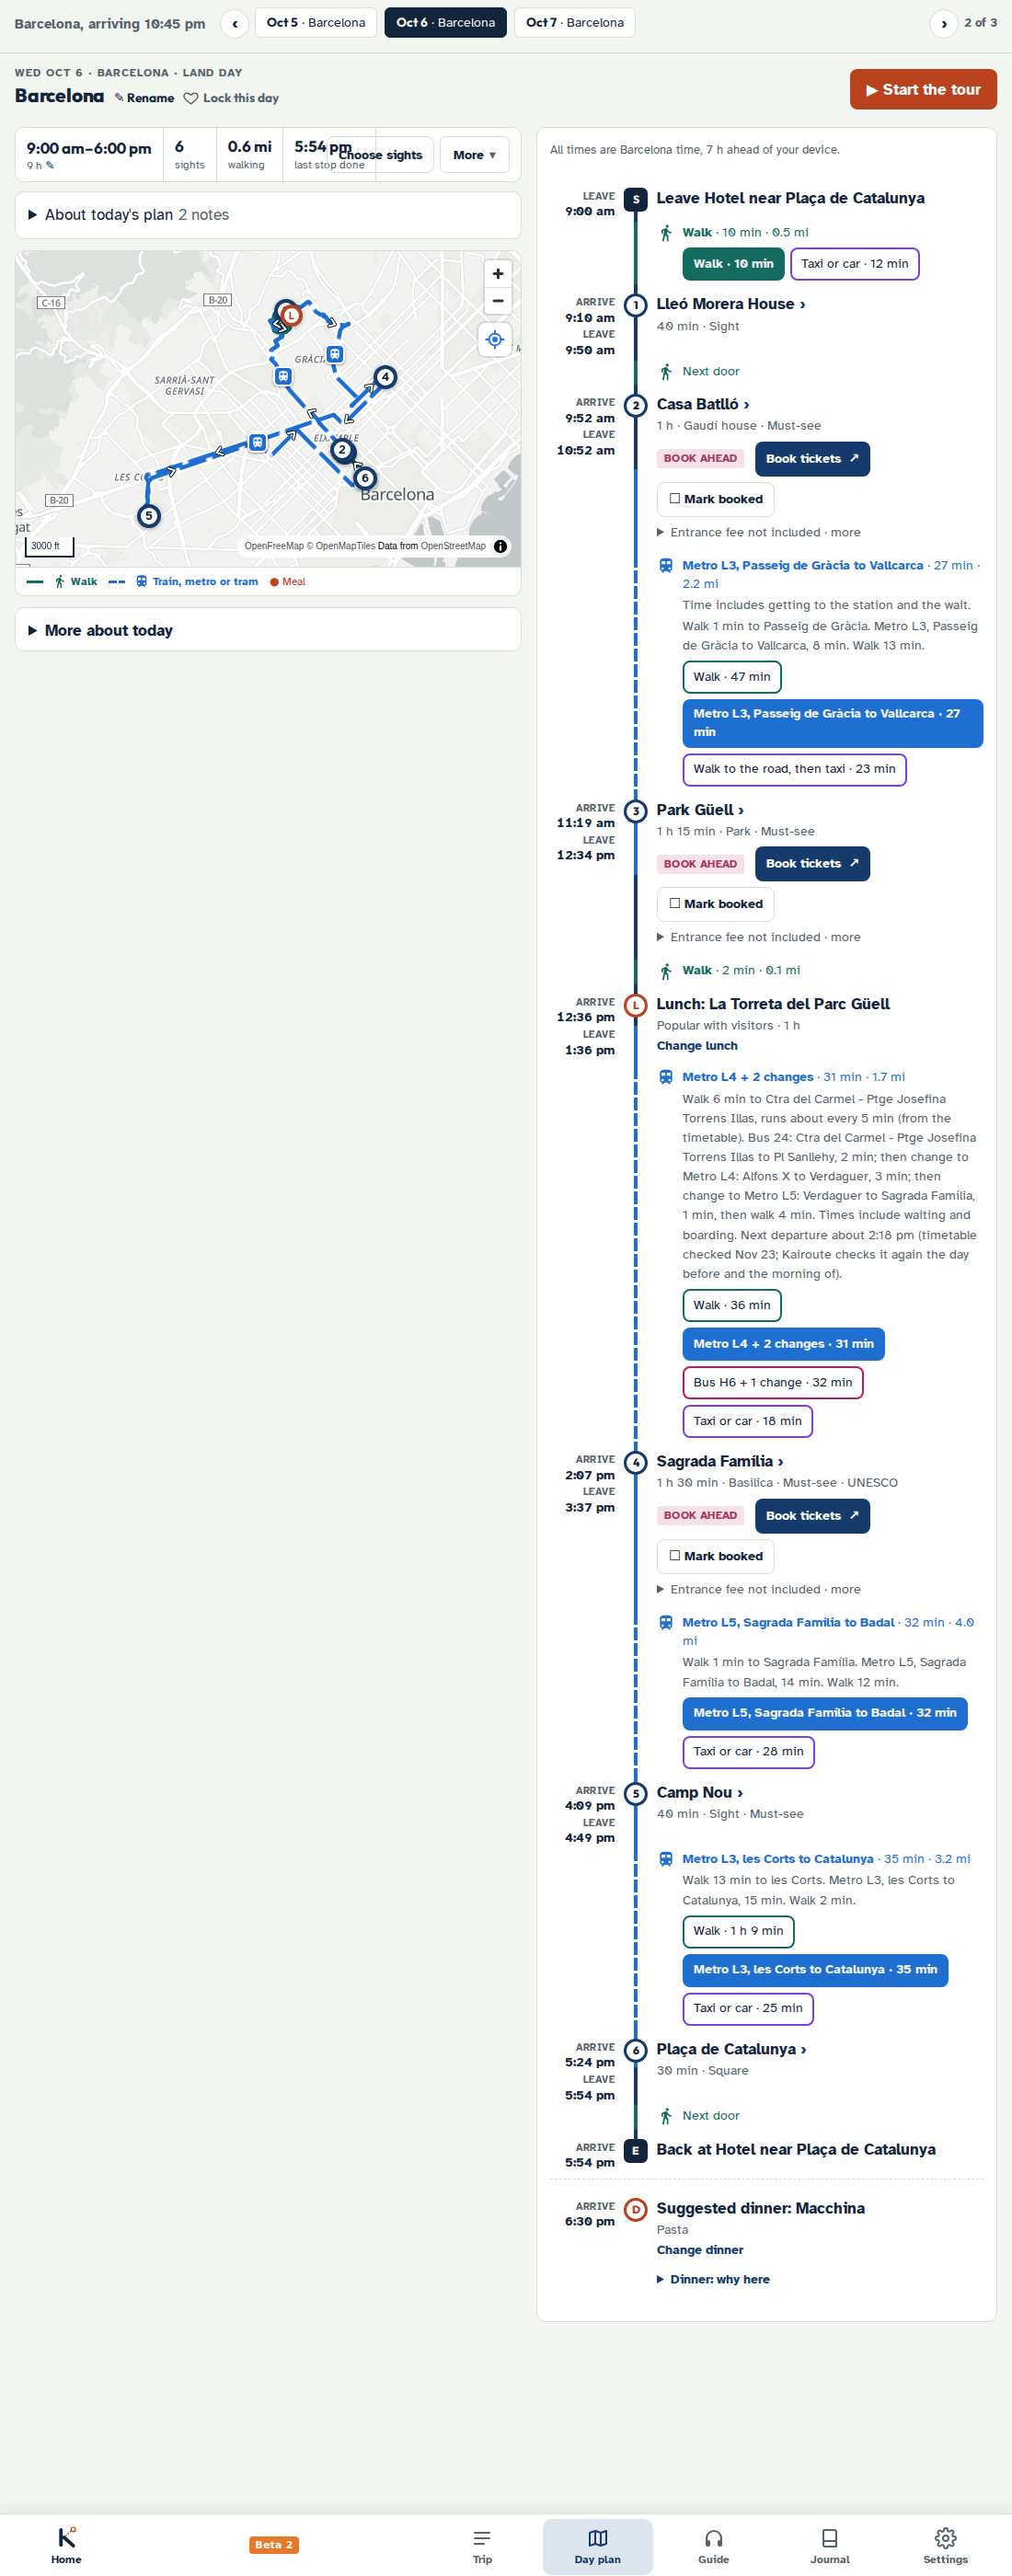 Barcelona, arriving 10:45 pm
‹
Oct 5 · Barcelona
Oct 6 · Barcelona
Oct 7 · Barcelona
› 2 of 3
WED OCT 6 · BARCELONA · LAND DAY
Barcelona ✎ Rename Lock this day
▶ Start the tour
9:00 am–6:00 pm
9 h ✎
6
sights
0.6 mi
walking
5:54 pm
last stop done
Choose sights
More ▾
▶ About today's plan 2 notes
C-16
B-20
L
GRÀCIA
SARRIÀ-SANT
GERVASI
4
EIXAMPLE
2
LES CORTS
6
B-20
Barcelona
5
3000 ft
OpenFreeMap © OpenMapTiles Data from OpenStreetMap
Walk Train, metro or tram Meal
▶ More about today
All times are Barcelona time, 7 h ahead of your device.
LEAVE
9:00 am
S
Leave Hotel near Plaça de Catalunya
Walk · 10 min · 0.5 mi
Walk · 10 min
Taxi or car · 12 min
ARRIVE
9:10 am
LEAVE
9:50 am
1
Lleó Morera House ›
40 min · Sight
Next door
ARRIVE
9:52 am
LEAVE
10:52 am
2
Casa Batlló ›
1 h · Gaudí house · Must-see
BOOK AHEAD
Book tickets ↗
☐ Mark booked
▶ Entrance fee not included · more
Metro L3, Passeig de Gràcia to Vallcarca · 27 min ·
2.2 mi
Time includes getting to the station and the wait.
Walk 1 min to Passeig de Gràcia. Metro L3, Passeig
de Gràcia to Vallcarca, 8 min. Walk 13 min.
Walk · 47 min
Metro L3, Passeig de Gràcia to Vallcarca · 27
min
Walk to the road, then taxi · 23 min
ARRIVE
11:19 am
LEAVE
12:34 pm
3
Park Güell ›
1 h 15 min · Park · Must-see
BOOK AHEAD
Book tickets ↗
☐ Mark booked
▶ Entrance fee not included · more
Walk · 2 min · 0.1 mi
ARRIVE
12:36 pm
LEAVE
1:36 pm
L
Lunch: La Torreta del Parc Güell
Popular with visitors · 1 h
Change lunch
Metro L4 + 2 changes · 31 min · 1.7 mi
Walk 6 min to Ctra del Carmel - Ptge Josefina
Torrens Illas, runs about every 5 min (from the
timetable). Bus 24: Ctra del Carmel - Ptge Josefina
Torrens Illas to Pl Sanllehy, 2 min; then change to
Metro L4: Alfons X to Verdaguer, 3 min; then
change to Metro L5: Verdaguer to Sagrada Família,
1 min, then walk 4 min. Times include waiting and
boarding. Next departure about 2:18 pm (timetable
checked Nov 23; Kairoute checks it again the day
before and the morning of).
Walk · 36 min
Metro L4 + 2 changes · 31 min
Bus H6 + 1 change · 32 min
Taxi or car · 18 min
ARRIVE
2:07 pm
LEAVE
3:37 pm
4
Sagrada Família ›
1 h 30 min · Basilica · Must-see · UNESCO
BOOK AHEAD
Book tickets ↗
☐ Mark booked
▶ Entrance fee not included · more
Metro L5, Sagrada Família to Badal · 32 min · 4.0
mi
Walk 1 min to Sagrada Família. Metro L5, Sagrada
Família to Badal, 14 min. Walk 12 min.
Metro L5, Sagrada Família to Badal · 32 min
Taxi or car · 28 min
ARRIVE
4:09 pm
LEAVE
4:49 pm
5
Camp Nou ›
40 min · Sight · Must-see
Metro L3, les Corts to Catalunya · 35 min · 3.2 mi
Walk 13 min to les Corts. Metro L3, les Corts to
Catalunya, 15 min. Walk 2 min.
Walk · 1 h 9 min
Metro L3, les Corts to Catalunya · 35 min
Taxi or car · 25 min
ARRIVE
5:24 pm
LEAVE
5:54 pm
6
Plaça de Catalunya ›
30 min · Square
Next door
ARRIVE
5:54 pm
E
Back at Hotel near Plaça de Catalunya
ARRIVE
6:30 pm
D
Suggested dinner: Macchina
Pasta
Change dinner
▶ Dinner: why here
Home
Beta 2
Trip
Day plan
Guide
Journal
Settings